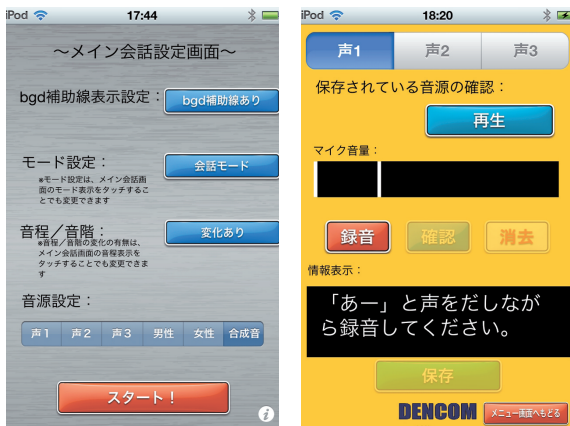 iPod 17:44
～メイン会話設定画面～
bgd補助線表示設定： bgd補助線あり
モード設定： 会話モード
※モード設定は、メイン会話画
面のモード表示をタッチするこ
とでも変更できます
音程／音階： 変化あり
※音程／音階の変化の有無は、
メイン会話画面の音程表示を
タッチすることでも変更できま
す
音源設定：
声1 声2 声3 男性 女性 合成音
スタート！
iPod 18:20
声1 声2 声3
保存されている音源の確認：
再生
マイク音量：
録音 確認 消去
情報表示：
「あー」と声をだしなが
ら録音してください。
保存
DENCOM メニュー画面へもどる